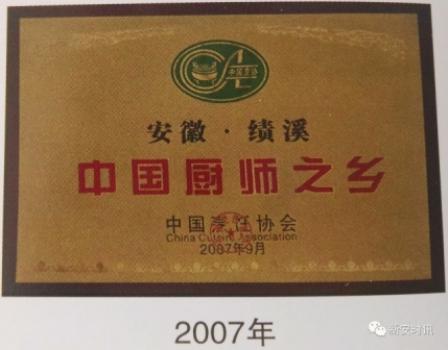 中国烹协
安徽·绩溪
中国厨师之乡
中国烹饪协会
China Cuisine Association
2007年9月
2007年
新安时讯